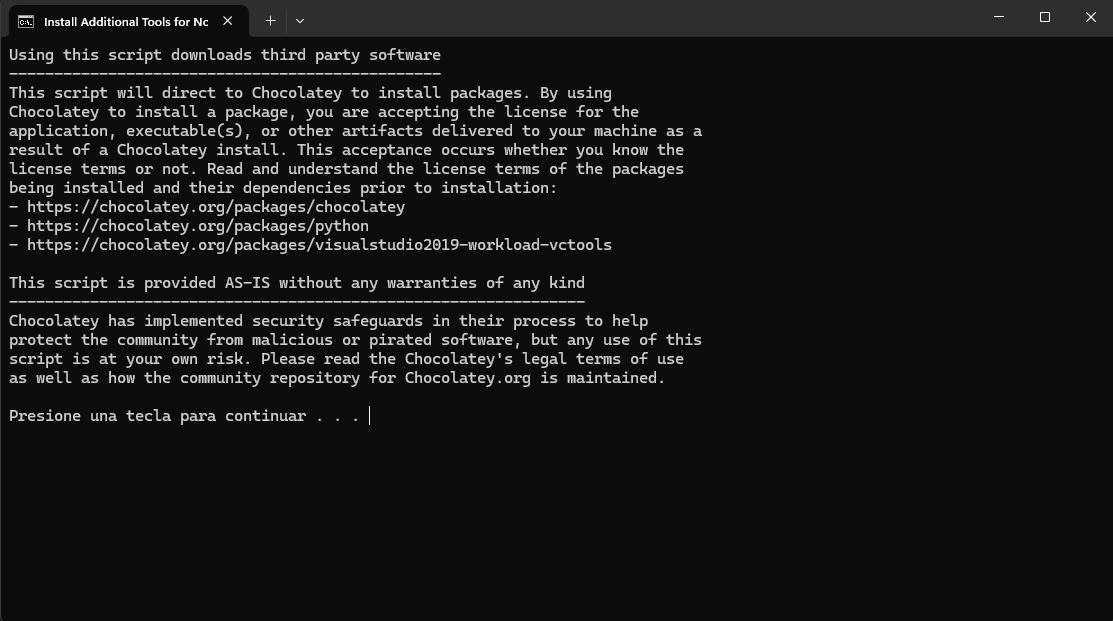 Install Additional Tools for Nc
Using this script downloads third party software
------------------------------------------------
This script will direct to Chocolatey to install packages. By using
Chocolatey to install a package, you are accepting the license for the
application, executable(s), or other artifacts delivered to your machine as a
result of a Chocolatey install. This acceptance occurs whether you know the
license terms or not. Read and understand the license terms of the packages
being installed and their dependencies prior to installation:
- https://chocolatey.org/packages/chocolatey
- https://chocolatey.org/packages/python
- https://chocolatey.org/packages/visualstudio2019-workload-vctools

This script is provided AS-IS without any warranties of any kind
----------------------------------------------------------------
Chocolatey has implemented security safeguards in their process to help
protect the community from malicious or pirated software, but any use of this
script is at your own risk. Please read the Chocolatey's legal terms of use
as well as how the community repository for Chocolatey.org is maintained.

Presione una tecla para continuar . . .